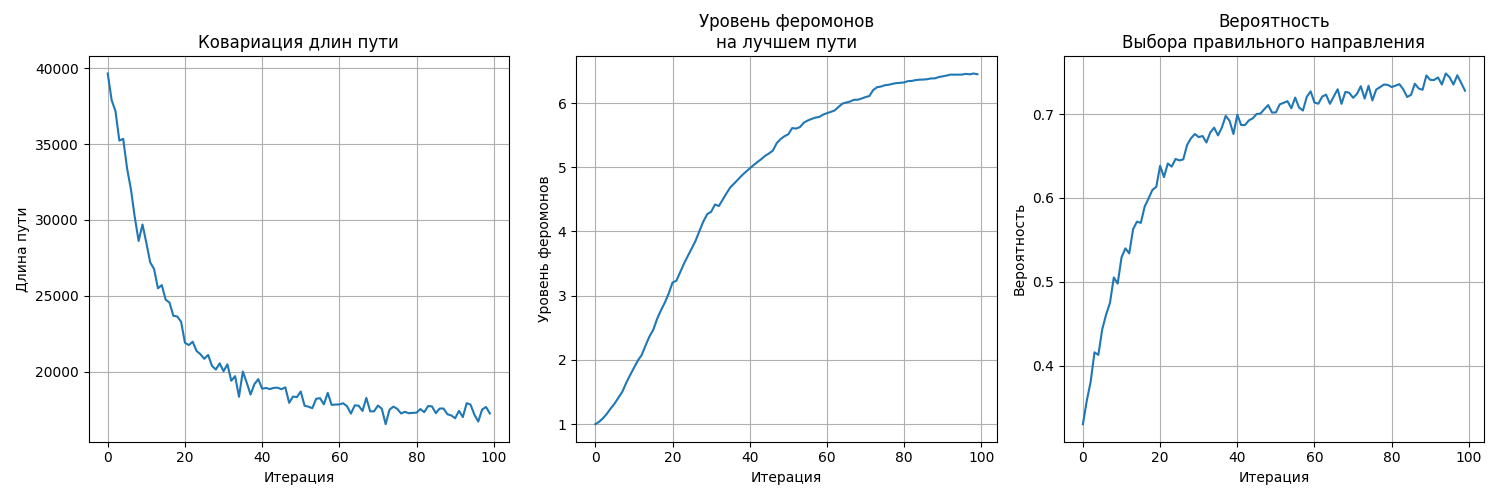 Ковариация длин пути
Длина пути
40000
35000
30000
25000
20000
0 20 40 60 80 100
Итерация
Уровень феромонов
на лучшем пути
Уровень феромонов
6
5
4
3
2
1
0 20 40 60 80 100
Итерация
Вероятность
Выбора правильного направления
Вероятность
0.7
0.6
0.5
0.4
0 20 40 60 80 100
Итерация